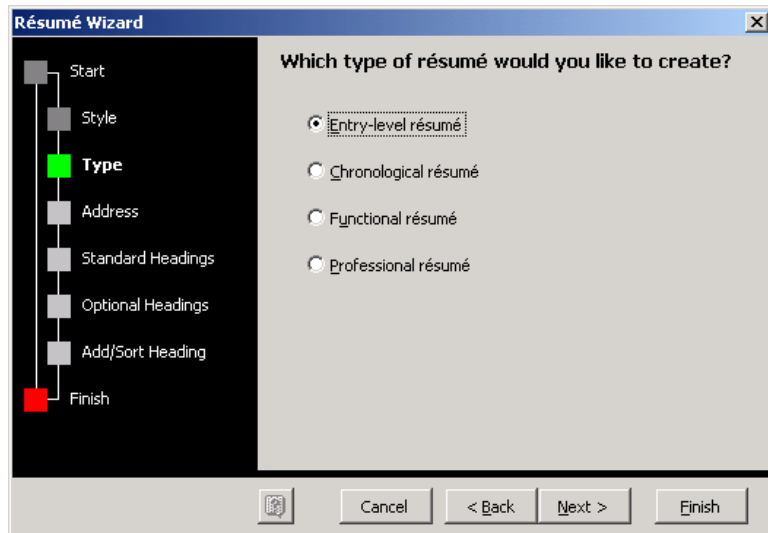 Résumé Wizard
Start
Style
Type
Address
Standard Headings
Optional Headings
Add/Sort Heading
Finish
Which type of résumé would you like to create?
Entry-level résumé
Chronological résumé
Functional résumé
Professional résumé
Cancel
< Back
Next >
Finish